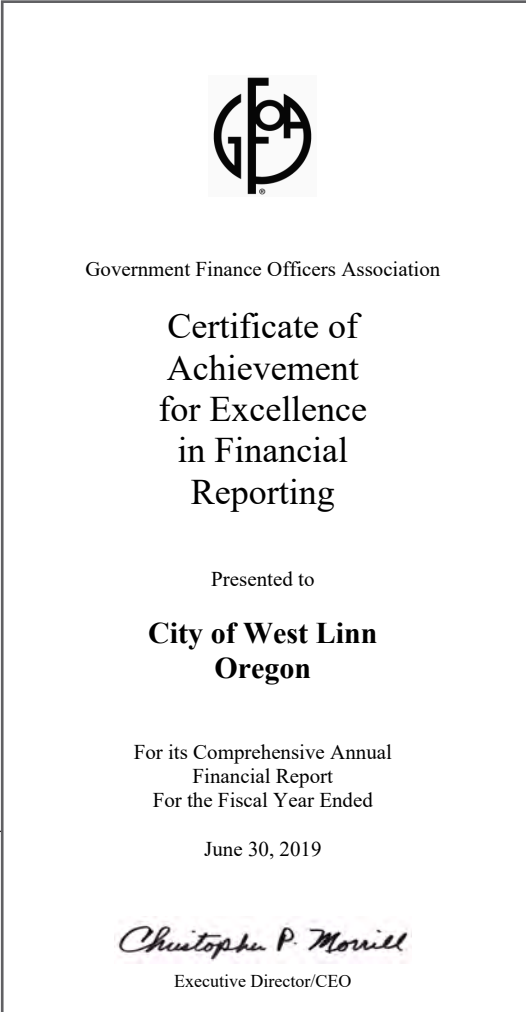 GFOA
®
Government Finance Officers Association
Certificate of
Achievement
for Excellence
in Financial
Reporting
Presented to
City of West Linn
Oregon
For its Comprehensive Annual
Financial Report
For the Fiscal Year Ended
June 30, 2019
Christopher P. Morrill
Executive Director/CEO